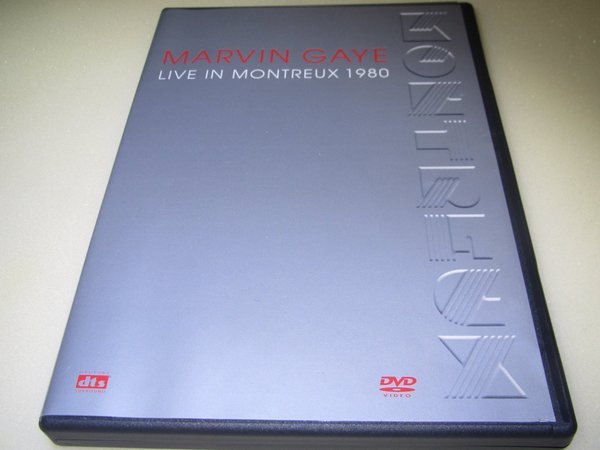 MARVIN GAYE
LIVE IN MONTREUX 1980
MONTREUX
dts
DVD
VIDEO